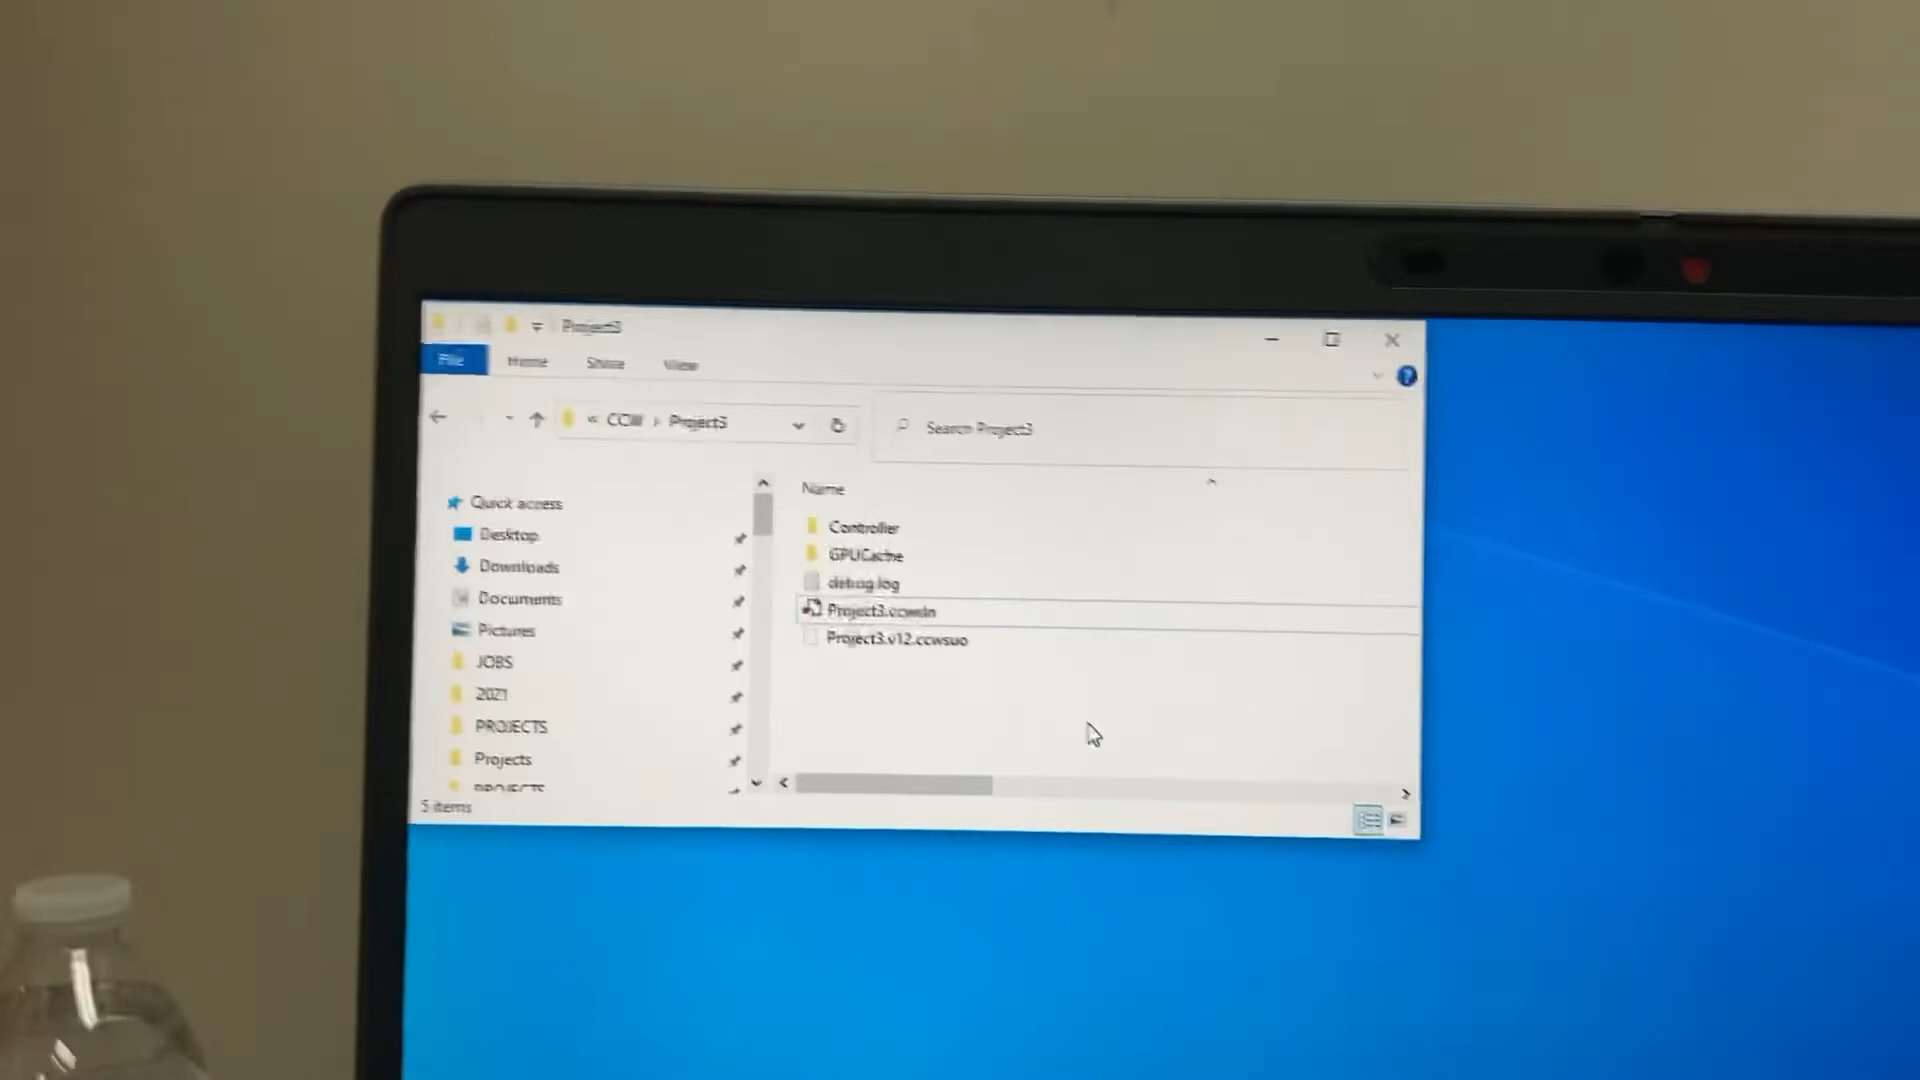 Project3
File Home Share View
« CCW › Project3
Search Project3
Quick access
Desktop
Downloads
Documents
Pictures
JOBS
2021
PROJECTS
Projects
PROJECTS
5 items
Name
Controller
GPUCache
debug.log
Project3.ccwsln
Project3.v12.ccwsuo